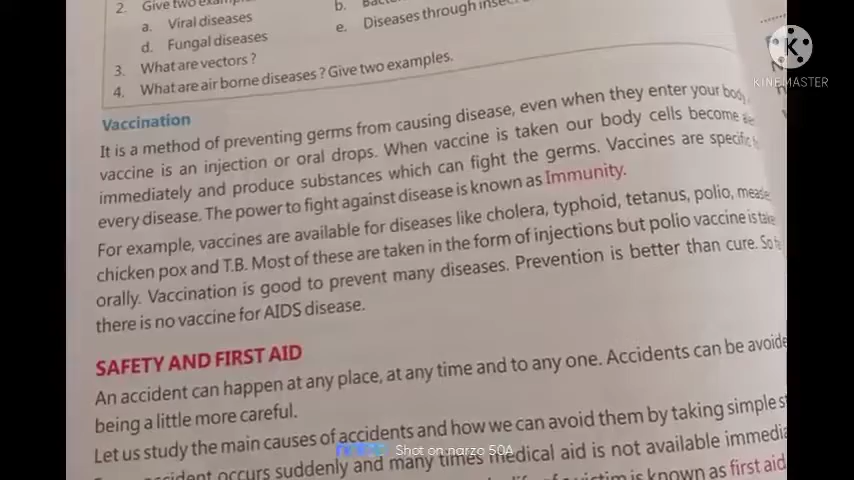 2. Give two
b.
a. Viral diseases
e. Diseases through
d. Fungal diseases
3. What are vectors ?
4. What are air borne diseases ? Give two examples.
Vaccination
It is a method of preventing germs from causing disease, even when they enter your body
vaccine is an injection or oral drops. When vaccine is taken our body cells become
immediately and produce substances which can fight the germs. Vaccines are specific
every disease. The power to fight against disease is known as Immunity.
For example, vaccines are available for diseases like cholera, typhoid, tetanus, polio,
chicken pox and T.B. Most of these are taken in the form of injections but polio vaccine is
orally. Vaccination is good to prevent many diseases. Prevention is better than cure. So
there is no vaccine for AIDS disease.
SAFETY AND FIRST AID
An accident can happen at any place, at any time and to any one. Accidents can be
being a little more careful.
Let us study the main causes of accidents and how we can avoid them by taking simple
occurs suddenly and many times medical aid is not available
is known as first aid
K
KINEMASTER
Shot on narzo 50A